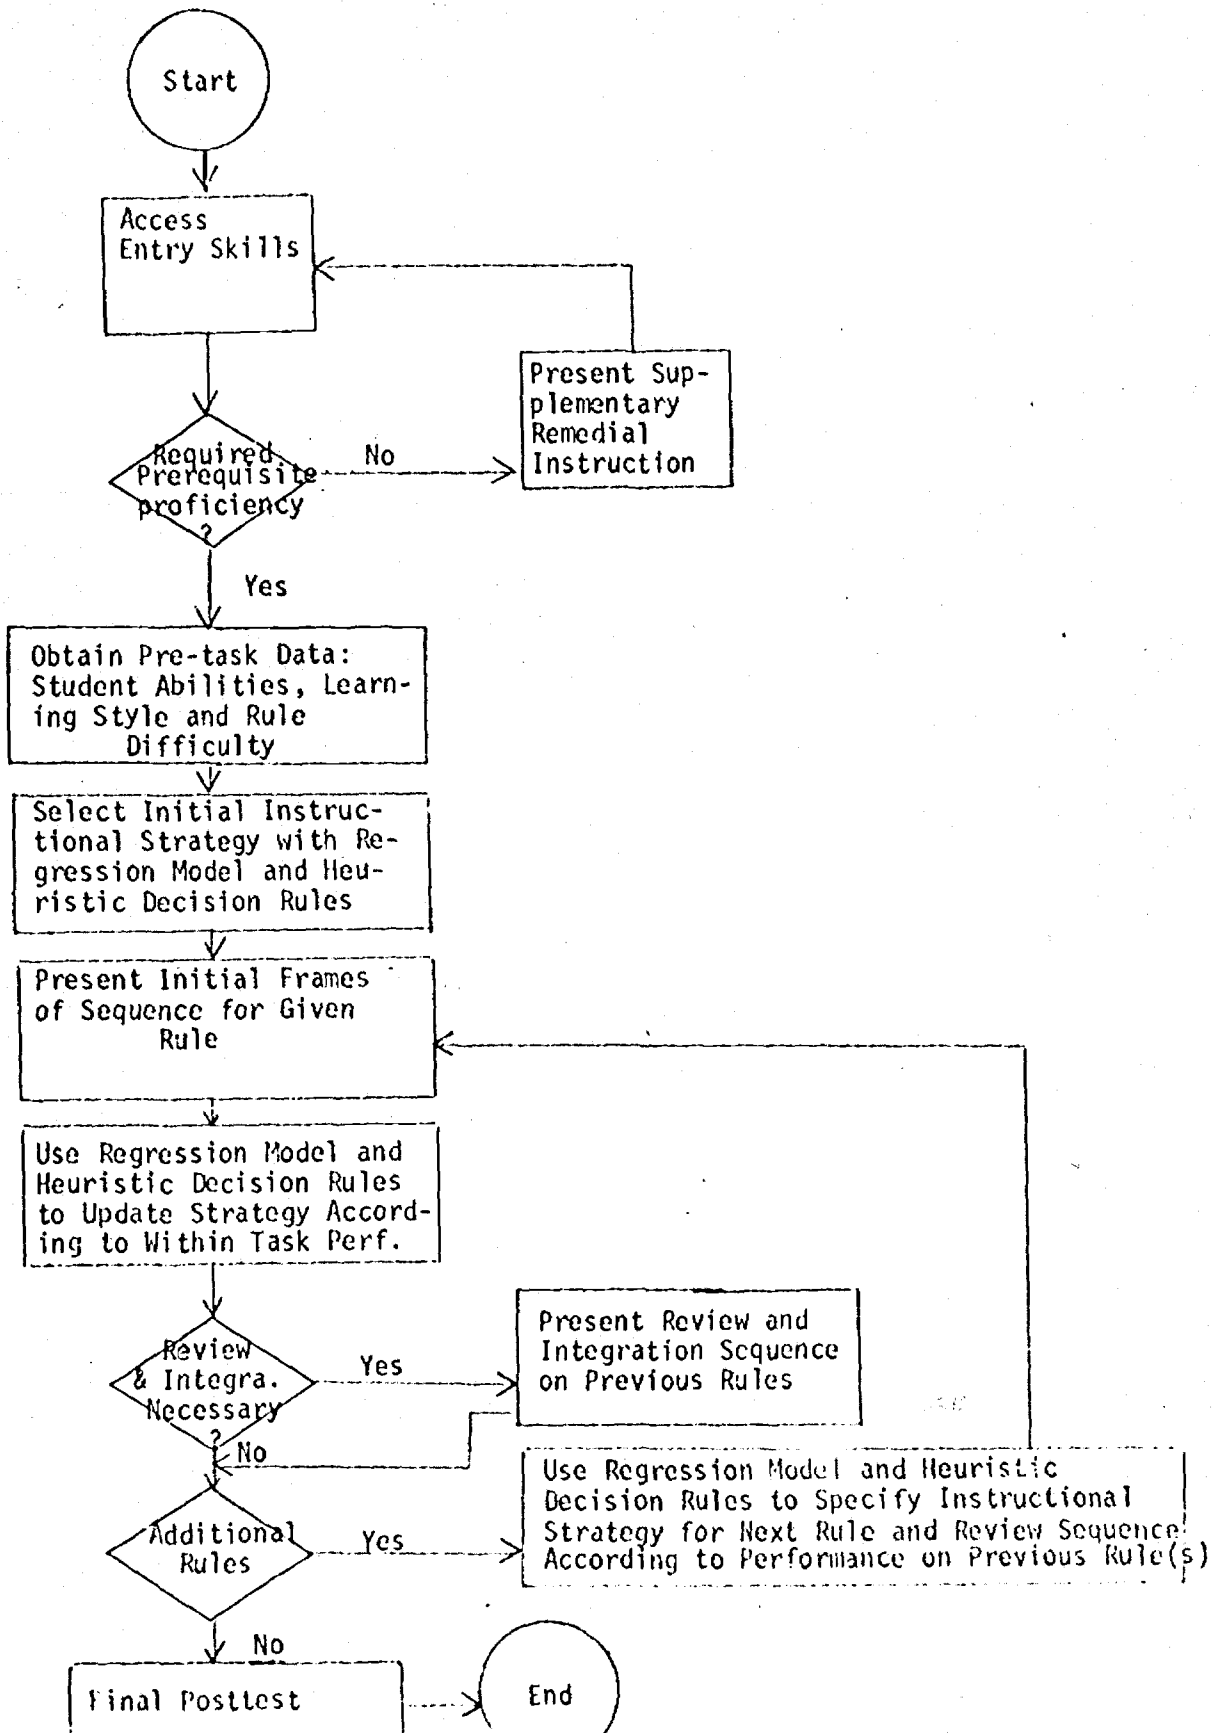 Start
Access
Entry Skills
Present Sup-
plementary
Remedial
Instruction
Required
Prerequisite
proficiency
?
No
Yes
Obtain Pre-task Data:
Student Abilities, Learn-
ing Style and Rule
Difficulty
Select Initial Instruc-
tional Strategy with Re-
gression Model and Heu-
ristic Decision Rules
Present Initial Frames
of Sequence for Given
Rule
Use Regression Model and
Heuristic Decision Rules
to Update Strategy Accord-
ing to Within Task Perf.
Review
& Integra.
Necessary
?
Yes
Present Review and
Integration Sequence
on Previous Rules
No
Additional
Rules
Yes
Use Regression Model and Heuristic
Decision Rules to Specify Instructional
Strategy for Next Rule and Review Sequence
According to Performance on Previous Rule(s)
No
Final Posttest
End